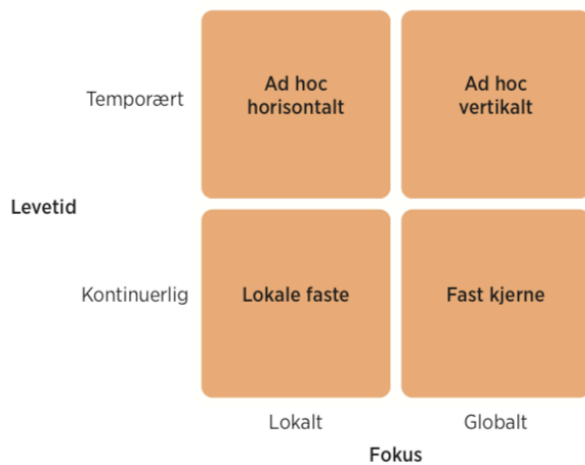 Temporært
Ad hoc
horisontalt
Ad hoc
vertikalt
Levetid
Kontinuerlig
Lokale faste
Fast kjerne
Lokalt
Globalt
Fokus